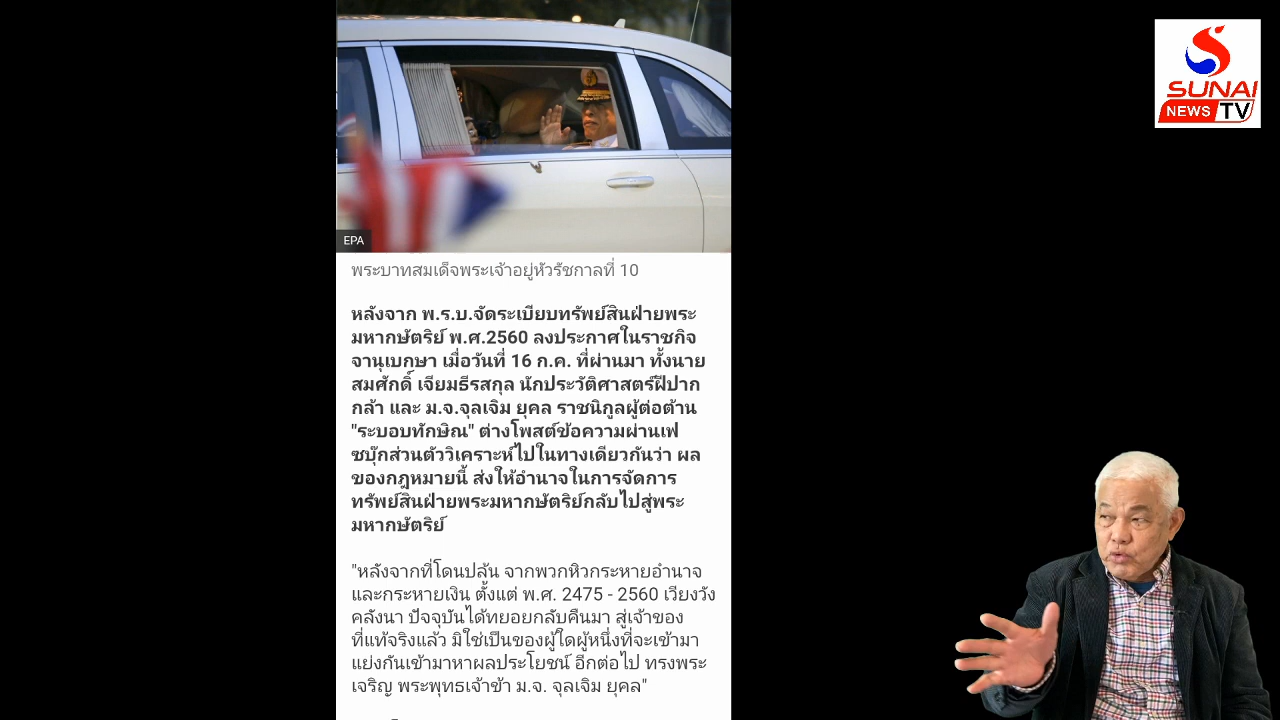 SUNAI
NEWS TV
EPA
พระบาทสมเด็จพระเจ้าอยู่หัวรัชกาลที่ 10
หลังจาก พ.ร.บ.จัดระเบียบทรัพย์สินฝ่ายพระ
มหากษัตริย์ พ.ศ.2560 ลงประกาศในราชกิจ
จานุเบกษา เมื่อวันที่ 16 ก.ค. ที่ผ่านมา ทั้งนาย
สมศักดิ์ เจียมธีรสกุล นักประวัติศาสตร์ฝีปาก
กล้า และ ม.จ.จุลเจิม ยุคล ราชนิกูลผู้ต่อต้าน
"ระบอบทักษิณ" ต่างโพสต์ข้อความผ่านเฟ
ซบุ๊กส่วนตัววิเคราะห์ไปในทางเดียวกันว่า ผล
ของกฎหมายนี้ ส่งให้อำนาจในการจัดการ
ทรัพย์สินฝ่ายพระมหากษัตริย์กลับไปสู่พระ
มหากษัตริย์
"หลังจากที่โดนปล้น จากพวกหิวกระหายอำนาจ
และกระหายเงิน ตั้งแต่ พ.ศ. 2475 - 2560 เวียงวัง
คลังนา ปัจจุบันได้ทยอยกลับคืนมา สู่เจ้าของ
ที่แท้จริงแล้ว มิใช่เป็นของผู้ใดผู้หนึ่งที่จะเข้ามา
แย่งกันเข้ามาหาผลประโยชน์ อีกต่อไป ทรงพระ
เจริญ พระพุทธเจ้าข้า ม.จ. จุลเจิม ยุคล"